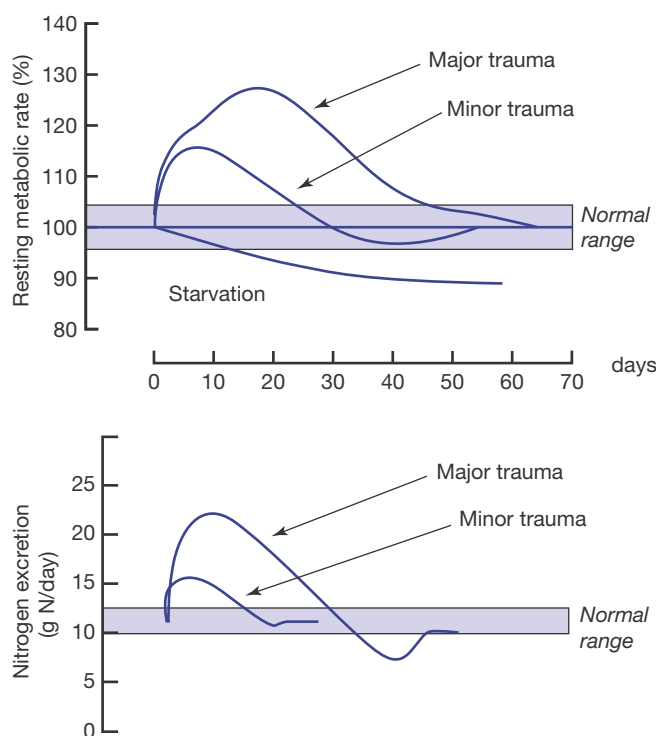 Resting metabolic rate (%)
140
130
120
110
100
90
80
Major trauma
Minor trauma
Normal
range
Starvation
0 10 20 30 40 50 60 70 days
Nitrogen excretion
(g N/day)
25
20
15
10
5
0
Major trauma
Minor trauma
Normal
range